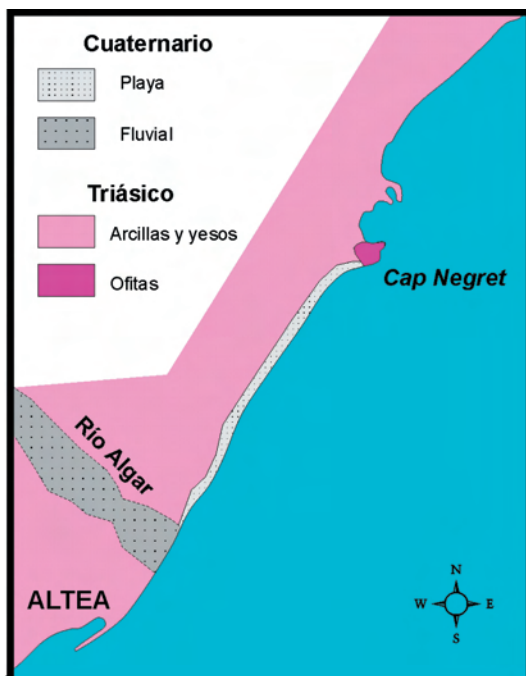 Cuaternario
Playa
Fluvial
Triásico
Arcillas y yesos
Ofitas
Cap Negret
Río Algar
ALTEA
N
W E
S